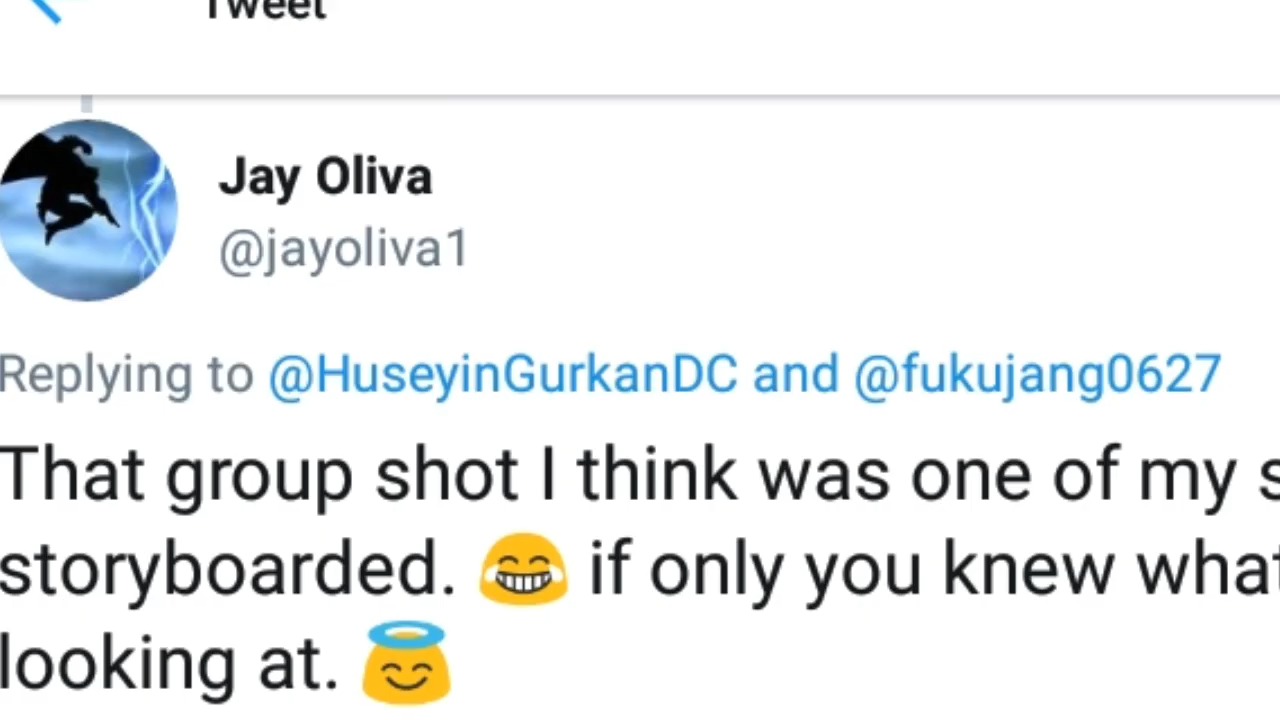 Tweet
Jay Oliva
@jayoliva1
Replying to @HuseyinGurkanDC and @fukujang0627
That group shot I think was one of my s
storyboarded. 😂 if only you knew what
looking at. 😇